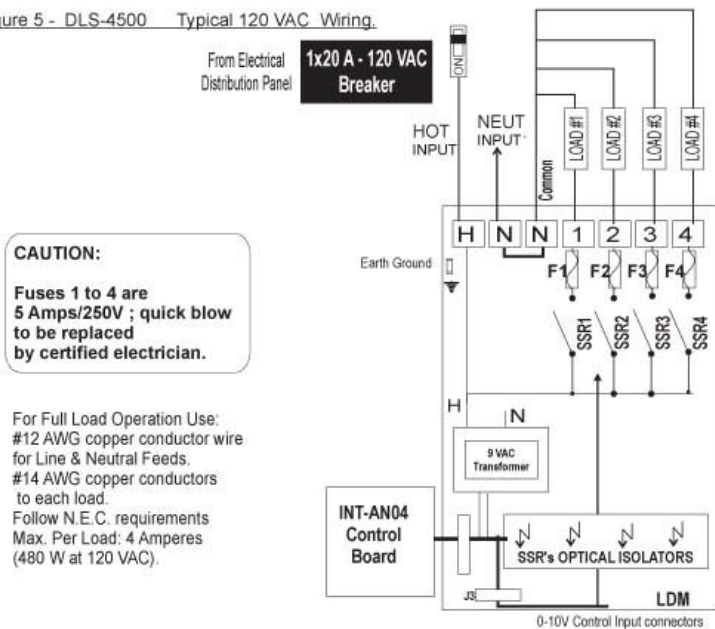 ure 5 - DLS-4500 Typical 120 VAC Wiring.
From Electrical
Distribution Panel
1x20 A - 120 VAC
Breaker
ON
HOT
INPUT
NEUT
INPUT
Common
LOAD #1
LOAD #2
LOAD #3
LOAD #4
H N N 1 2 3 4
Earth Ground
F1 F2 F3 F4
SSR1
SSR2
SSR3
SSR4
CAUTION:
Fuses 1 to 4 are
5 Amps/250V ; quick blow
to be replaced
by certified electrician.
H
N
9 VAC
Transformer
For Full Load Operation Use:
#12 AWG copper conductor wire
for Line & Neutral Feeds.
#14 AWG copper conductors
to each load.
Follow N.E.C. requirements
Max. Per Load: 4 Amperes
(480 W at 120 VAC).
INT-AN04
Control
Board
SSR's OPTICAL ISOLATORS
J3
LDM
0-10V Control Input connectors